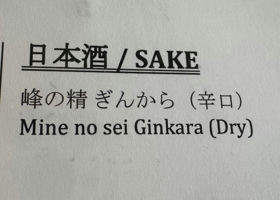 日本酒 / SAKE
峰の精 ぎんから（辛口）
Mine no sei Ginkara (Dry)